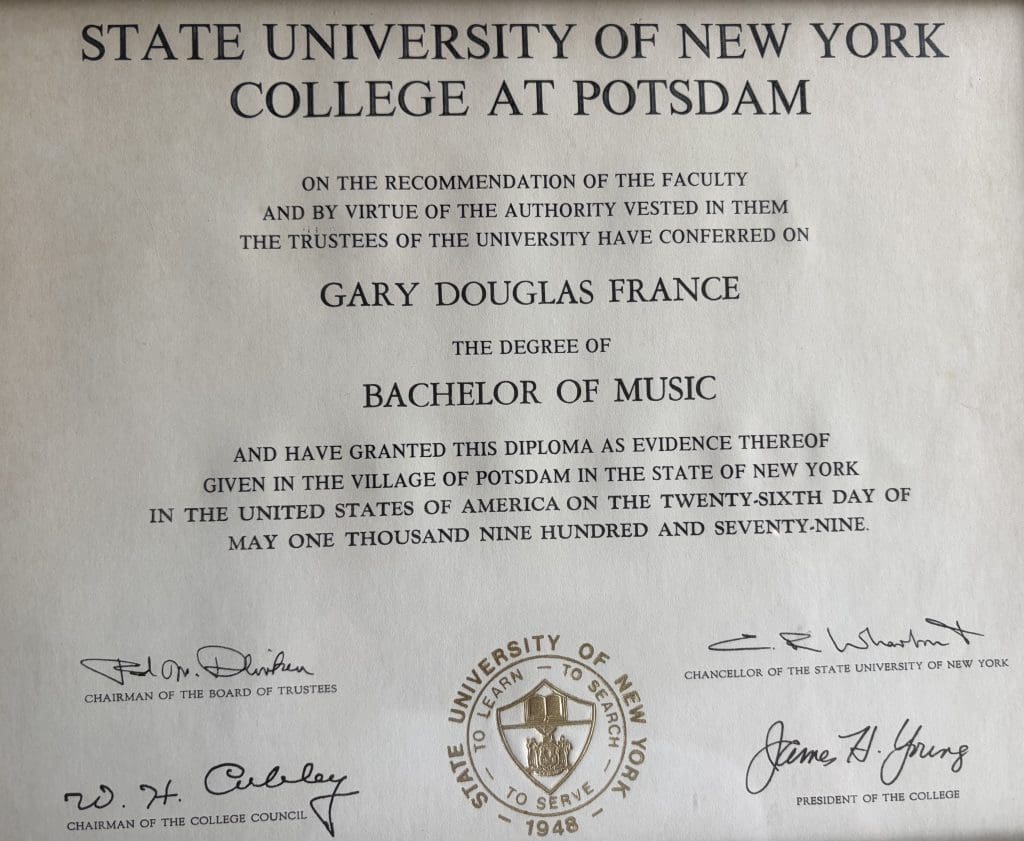 STATE UNIVERSITY OF NEW YORK
COLLEGE AT POTSDAM
ON THE RECOMMENDATION OF THE FACULTY
AND BY VIRTUE OF THE AUTHORITY VESTED IN THEM
THE TRUSTEES OF THE UNIVERSITY HAVE CONFERRED ON
GARY DOUGLAS FRANCE
THE DEGREE OF
BACHELOR OF MUSIC
AND HAVE GRANTED THIS DIPLOMA AS EVIDENCE THEREOF
GIVEN IN THE VILLAGE OF POTSDAM IN THE STATE OF NEW YORK
IN THE UNITED STATES OF AMERICA ON THE TWENTY-SIXTH DAY OF
MAY ONE THOUSAND NINE HUNDRED AND SEVENTY-NINE.
CHAIRMAN OF THE BOARD OF TRUSTEES
C. R. Wharton
CHANCELLOR OF THE STATE UNIVERSITY OF NEW YORK
W. H.
CHAIRMAN OF THE COLLEGE COUNCIL
James H. Young
PRESIDENT OF THE COLLEGE
STATE UNIVERSITY OF NEW YORK
TO LEARN — TO SEARCH — TO SERVE —
— 1948 —